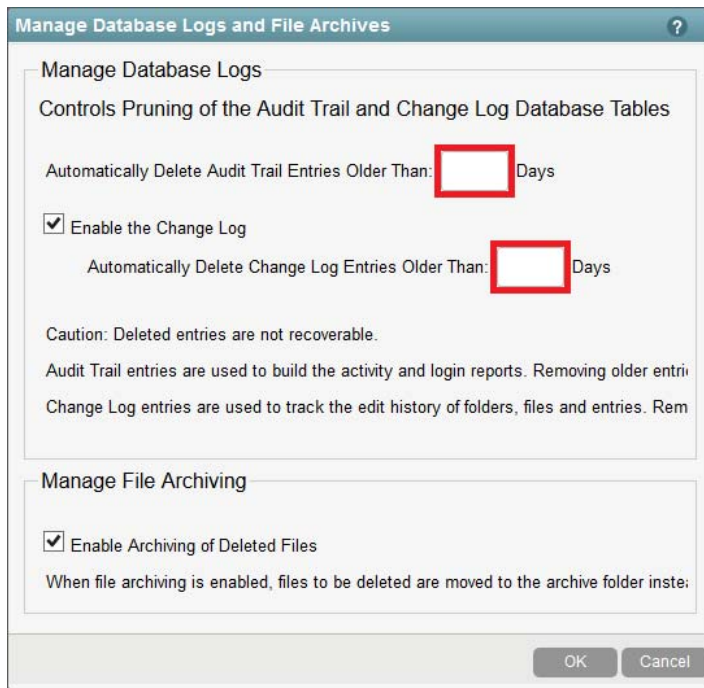 Manage Database Logs and File Archives
?
Manage Database Logs
Controls Pruning of the Audit Trail and Change Log Database Tables
Automatically Delete Audit Trail Entries Older Than: Days
Enable the Change Log
Automatically Delete Change Log Entries Older Than: Days
Caution: Deleted entries are not recoverable.
Audit Trail entries are used to build the activity and login reports. Removing older
Change Log entries are used to track the edit history of folders, files and entries.
Manage File Archiving
Enable Archiving of Deleted Files
When file archiving is enabled, files to be deleted are moved to the archive folder
OK Cancel